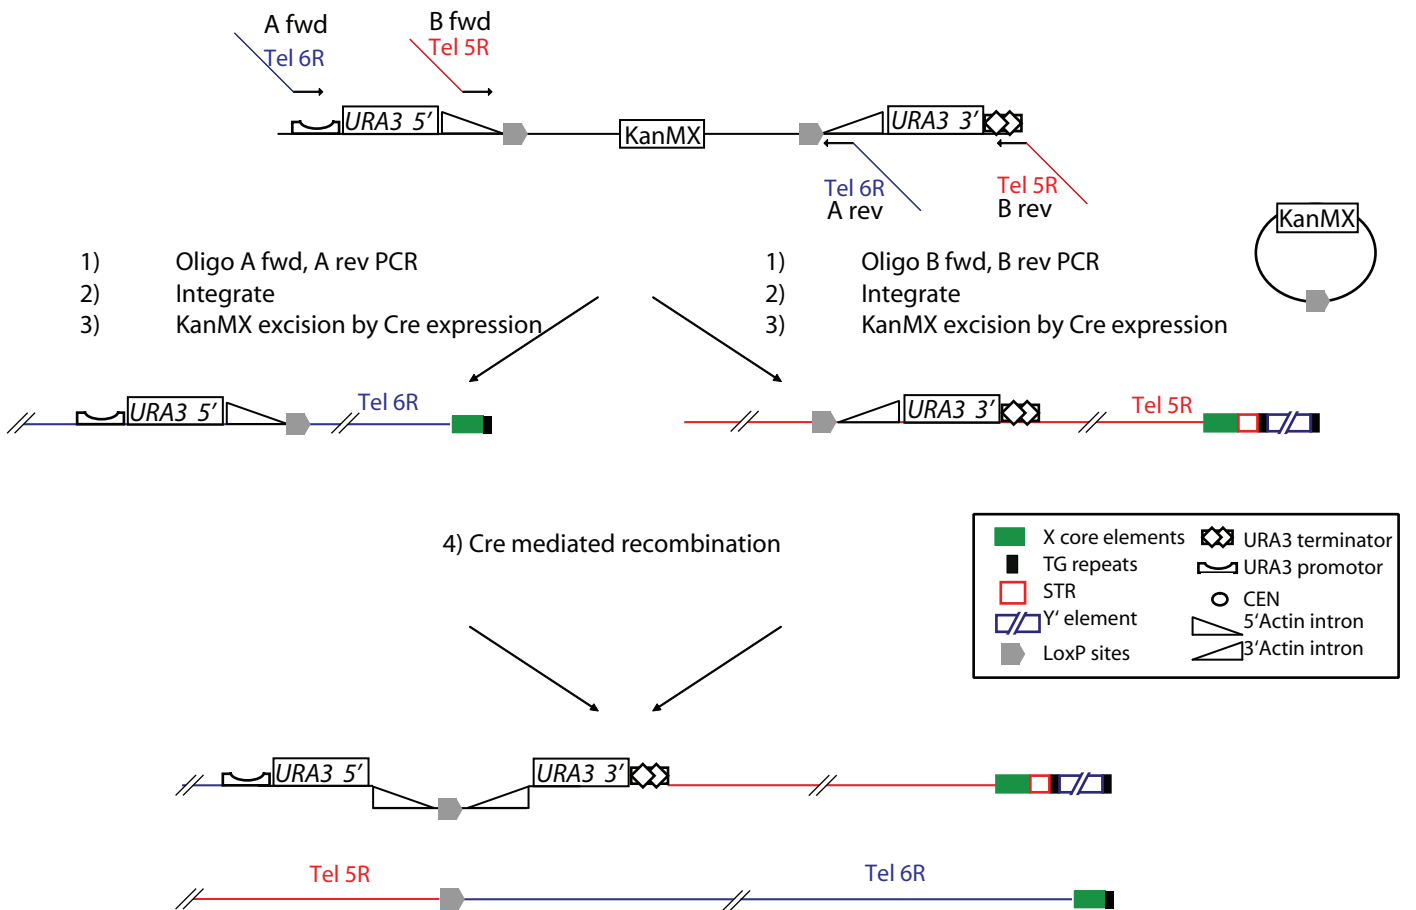 A fwd
Tel 6R
B fwd
Tel 5R
URA3 5′
KanMX
URA3 3′
Tel 6R
A rev
Tel 5R
B rev
KanMX
1) Oligo A fwd, A rev PCR
2) Integrate
3) KanMX excision by Cre expression
1) Oligo B fwd, B rev PCR
2) Integrate
3) KanMX excision by Cre expression
URA3 5′
Tel 6R
URA3 3′
Tel 5R
4) Cre mediated recombination
X core elements
TG repeats
STR
Y‘ element
LoxP sites
URA3 terminator
URA3 promotor
CEN
5‘Actin intron
3‘Actin intron
URA3 5′
URA3 3′
Tel 5R
Tel 6R